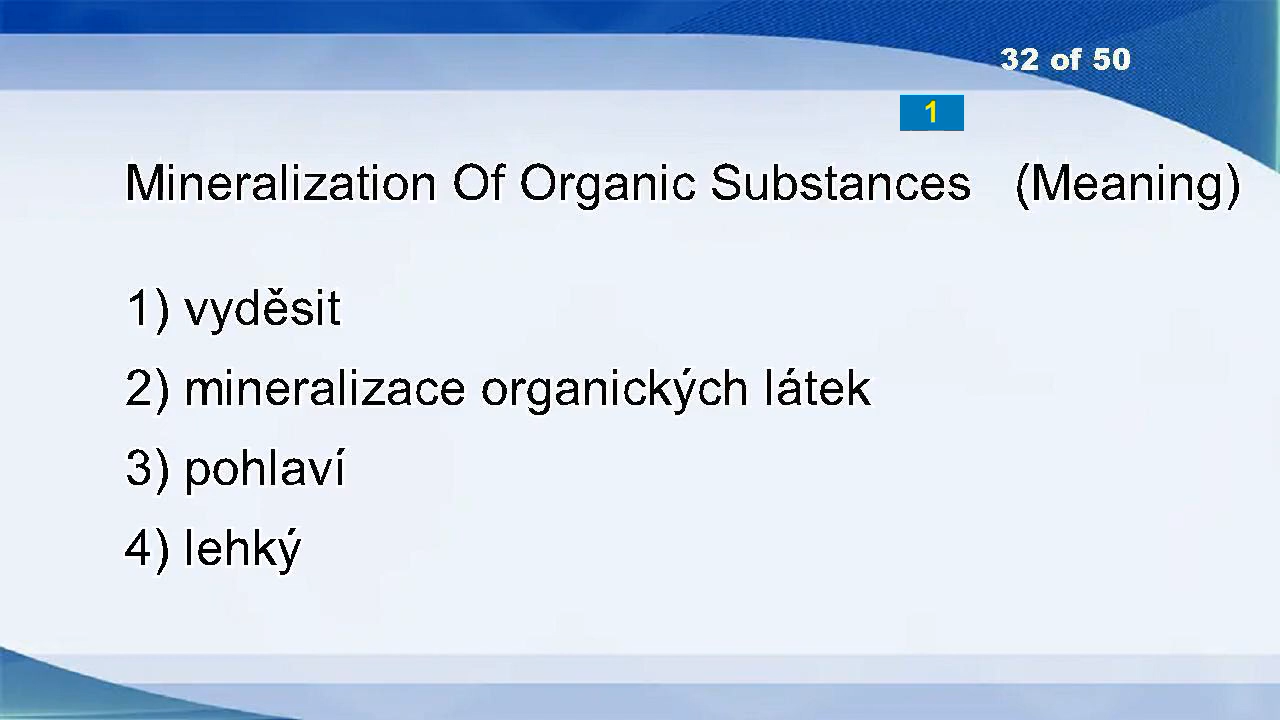 32 of 50
1
Mineralization Of Organic Substances (Meaning)
1) vyděsit
2) mineralizace organických látek
3) pohlaví
4) lehký